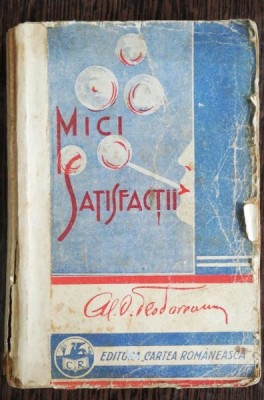 MICI
SATISFACȚII
Al. O. Teodoreanu
C R
EDITURA "CARTEA ROMÂNEASCĂ